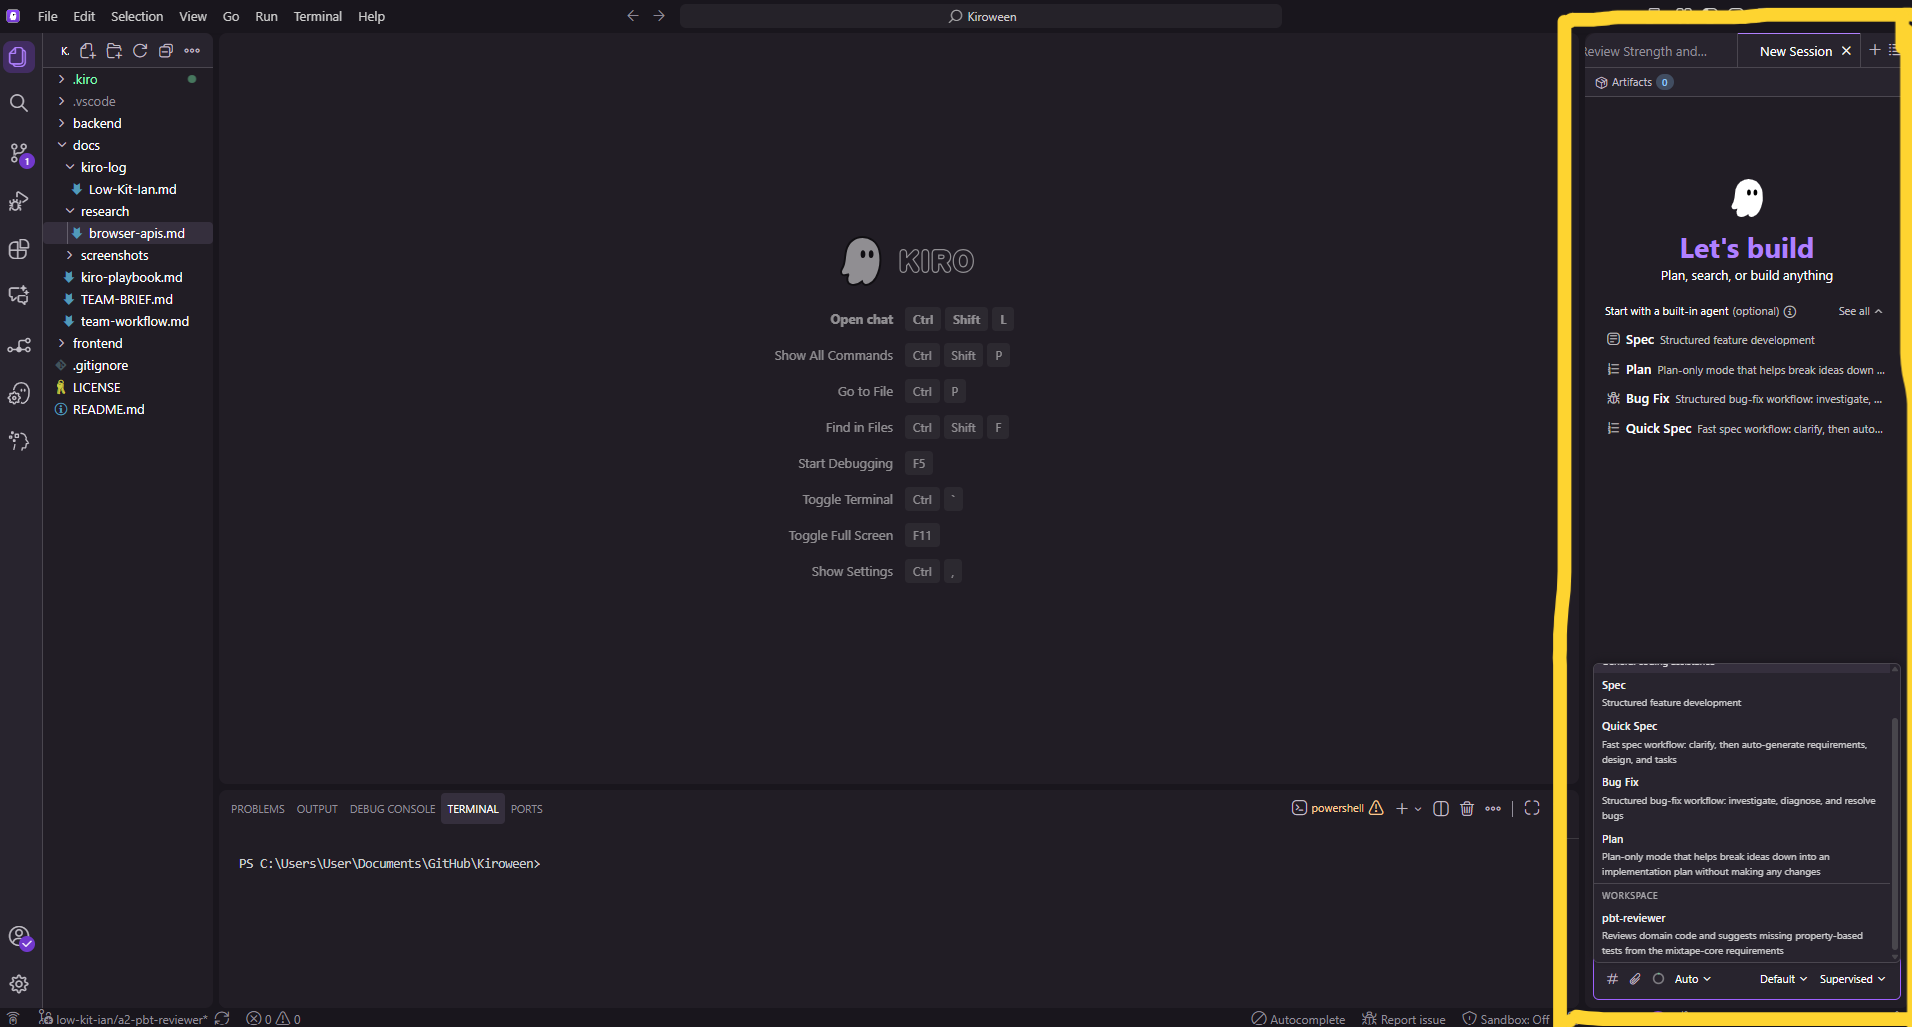 File Edit Selection View Go Run Terminal Help
Kiroween
K.
.kiro
.vscode
backend
docs
kiro-log
Low-Kit-Ian.md
research
browser-apis.md
screenshots
kiro-playbook.md
TEAM-BRIEF.md
team-workflow.md
frontend
.gitignore
LICENSE
README.md
1
KIRO
Open chat Ctrl Shift L
Show All Commands Ctrl Shift P
Go to File Ctrl P
Find in Files Ctrl Shift F
Start Debugging F5
Toggle Terminal Ctrl `
Toggle Full Screen F11
Show Settings Ctrl ,
PROBLEMS OUTPUT DEBUG CONSOLE TERMINAL PORTS
powershell
PS C:\Users\User\Documents\GitHub\Kiroween>
Review Strength and... New Session
Artifacts 0
Let's build
Plan, search, or build anything
Start with a built-in agent (optional) See all
Spec Structured feature development
Plan Plan-only mode that helps break ideas down ...
Bug Fix Structured bug-fix workflow: investigate, ...
Quick Spec Fast spec workflow: clarify, then auto...
General coding assistance
Spec
Structured feature development
Quick Spec
Fast spec workflow: clarify, then auto-generate requirements,
design, and tasks
Bug Fix
Structured bug-fix workflow: investigate, diagnose, and resolve
bugs
Plan
Plan-only mode that helps break ideas down into an
implementation plan without making any changes
WORKSPACE
pbt-reviewer
Reviews domain code and suggests missing property-based
tests from the mixtape-core requirements
# Auto Default Supervised
low-kit-ian/a2-pbt-reviewer* 0 0
Autocomplete Report issue Sandbox: Off